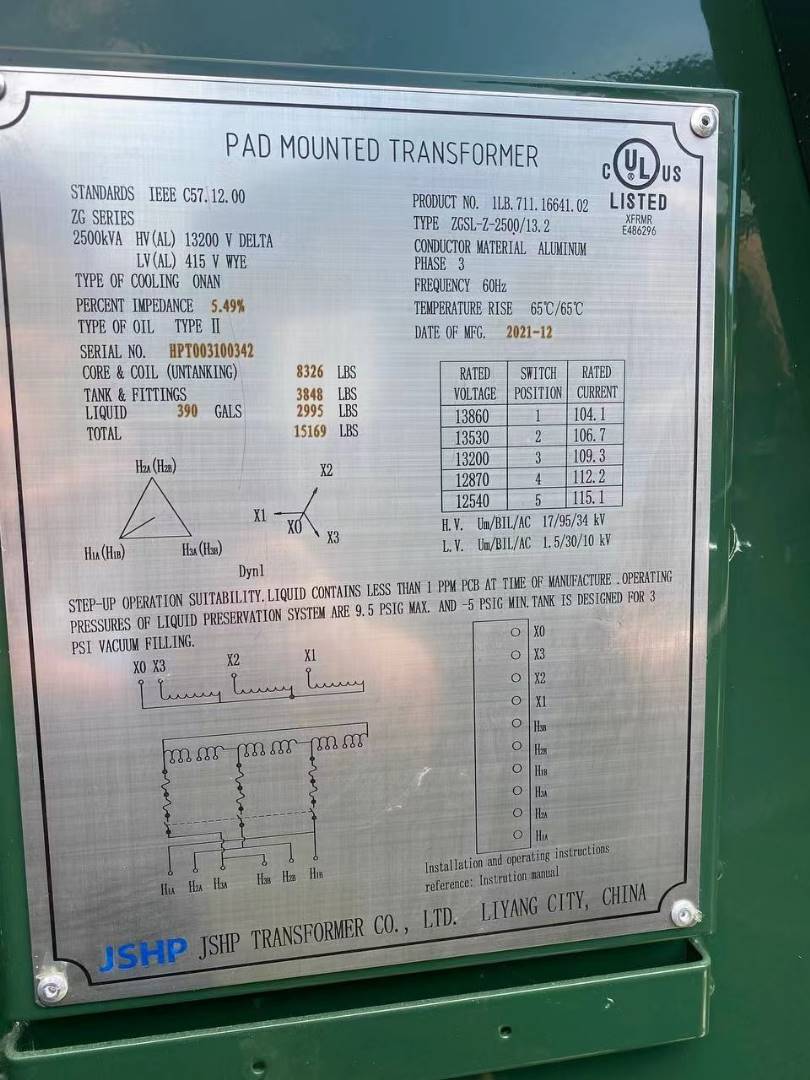 PAD MOUNTED TRANSFORMER
C UL ® US
LISTED
XFRMR
E486296
STANDARDS IEEE C57.12.00
ZG SERIES
2500kVA HV(AL) 13200 V DELTA
LV(AL) 415 V WYE
TYPE OF COOLING ONAN
PERCENT IMPEDANCE 5.49%
TYPE OF OIL TYPE II
SERIAL NO. HPT003100342
CORE & COIL (UNTANKING) 8326 LBS
TANK & FITTINGS 3848 LBS
LIQUID 390 GALS 2995 LBS
TOTAL 15169 LBS
PRODUCT NO. 1LB.711.16641.02
TYPE ZGSL-Z-2500/13.2
CONDUCTOR MATERIAL ALUMINUM
PHASE 3
FREQUENCY 60Hz
TEMPERATURE RISE 65℃/65℃
DATE OF MFG. 2021-12
RATED VOLTAGE SWITCH POSITION RATED CURRENT
13860 1 104.1
13530 2 106.7
13200 3 109.3
12870 4 112.2
12540 5 115.1
H.V. Um/BIL/AC 17/95/34 kV
L.V. Um/BIL/AC 1.5/30/10 kV
H2A(H2B)
H1A(H1B)
H3A(H3B)
X2
X1
X0
X3
Dyn1
STEP-UP OPERATION SUITABILITY. LIQUID CONTAINS LESS THAN 1 PPM PCB AT TIME OF MANUFACTURE . OPERATING
PRESSURES OF LIQUID PRESERVATION SYSTEM ARE 9.5 PSIG MAX. AND -5 PSIG MIN. TANK IS DESIGNED FOR 3
PSI VACUUM FILLING.
X0 X3 X2 X1
H1A H2A H3A H3B H2B H1B
X0
X3
X2
X1
H3B
H2B
H1B
H3A
H2A
H1A
Installation and operating instructions
reference: Instrution manual
JSHP JSHP TRANSFORMER CO., LTD. LIYANG CITY, CHINA